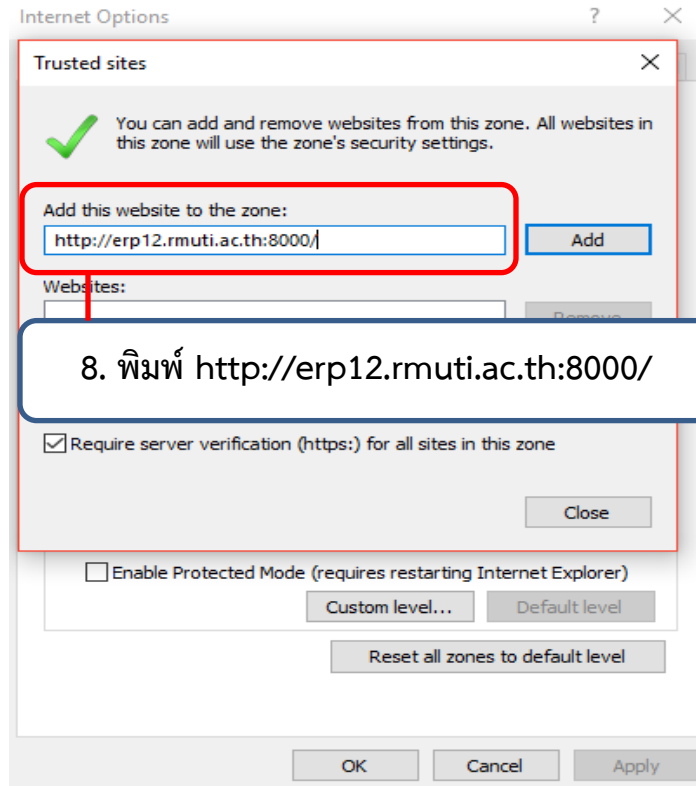 Internet Options
Trusted sites
You can add and remove websites from this zone. All websites in
this zone will use the zone's security settings.
Add this website to the zone:
http://erp12.rmuti.ac.th:8000/
Add
Websites:
Remove
8. พิมพ์ http://erp12.rmuti.ac.th:8000/
Require server verification (https:) for all sites in this zone
Close
Enable Protected Mode (requires restarting Internet Explorer)
Custom level...
Default level
Reset all zones to default level
OK
Cancel
Apply